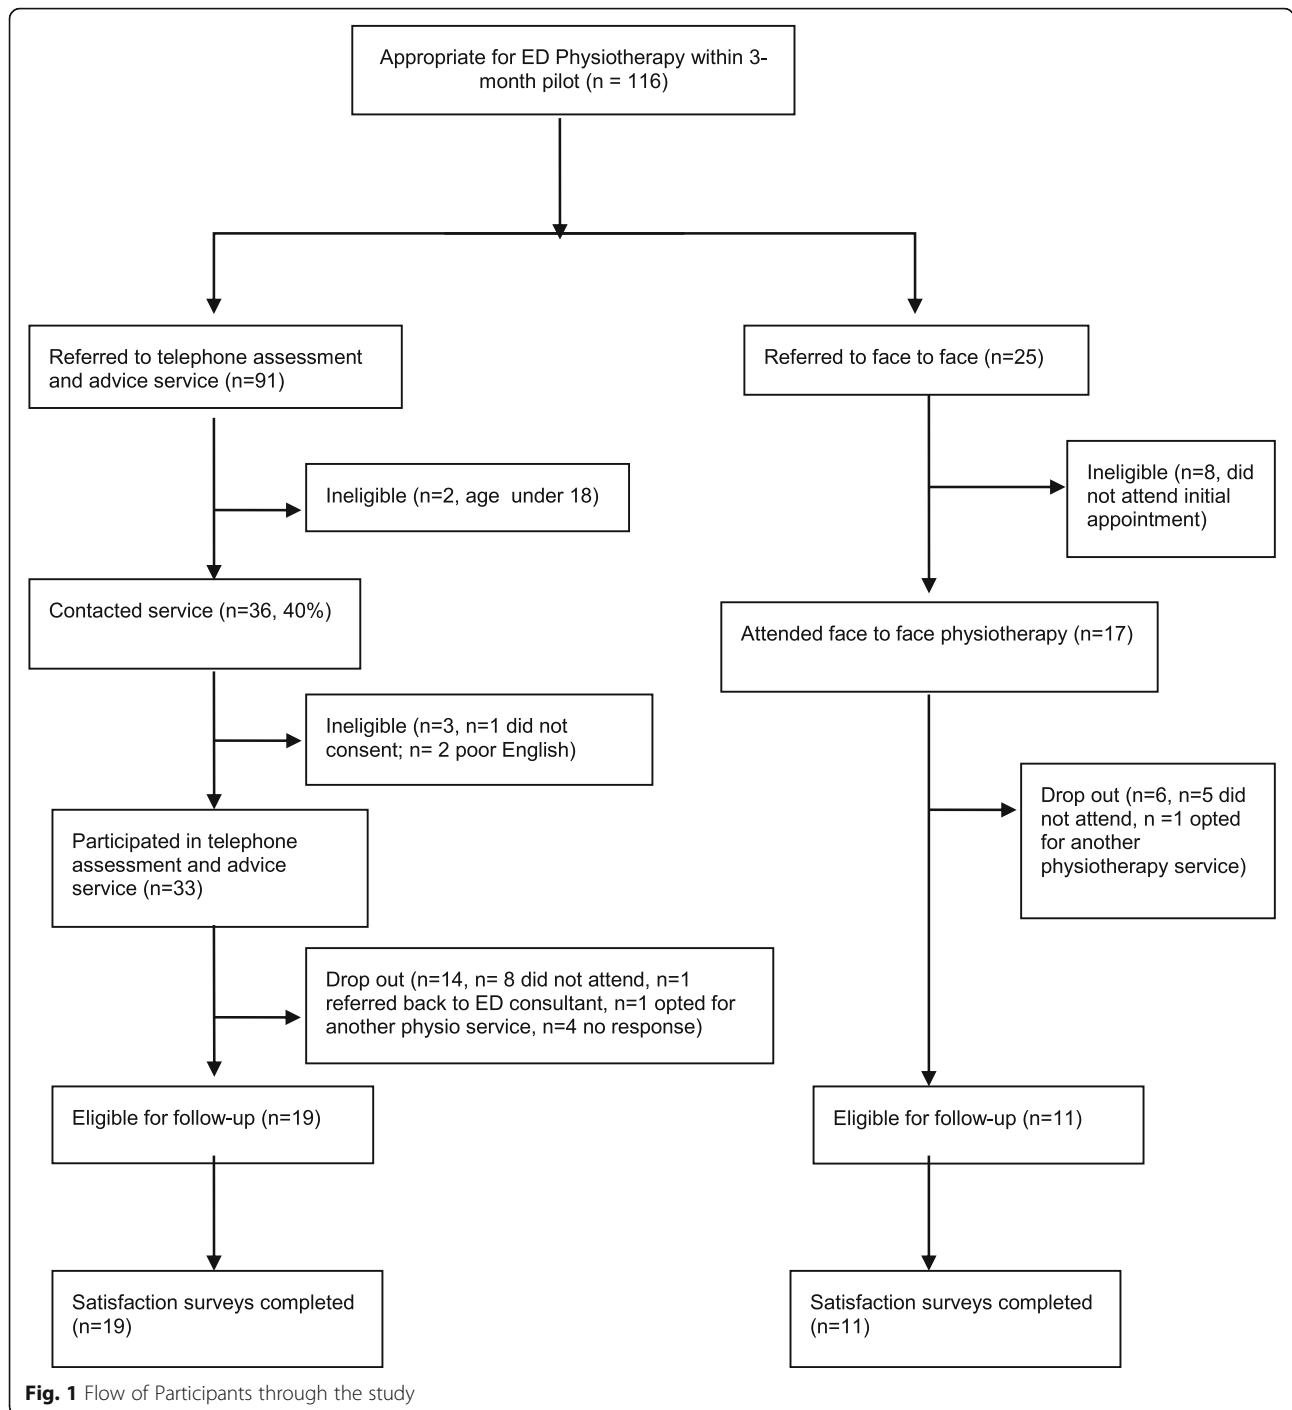 Appropriate for ED Physiotherapy within 3-
month pilot (n = 116)
Referred to telephone assessment
and advice service (n=91)
Referred to face to face (n=25)
Ineligible (n=2, age  under 18)
Ineligible (n=8, did
not attend initial
appointment)
Contacted service (n=36, 40%)
Attended face to face physiotherapy (n=17)
Ineligible (n=3, n=1 did not
consent; n= 2 poor English)
Drop out (n=6, n=5 did
not attend, n =1 opted
for another
physiotherapy service)
Participated in telephone
assessment and advice
service (n=33)
Drop out (n=14, n= 8 did not attend, n=1
referred back to ED consultant, n=1 opted for
another physio service, n=4 no response)
Eligible for follow-up (n=19)
Eligible for follow-up (n=11)
Satisfaction surveys completed
(n=19)
Satisfaction surveys completed
(n=11)
Fig. 1 Flow of Participants through the study